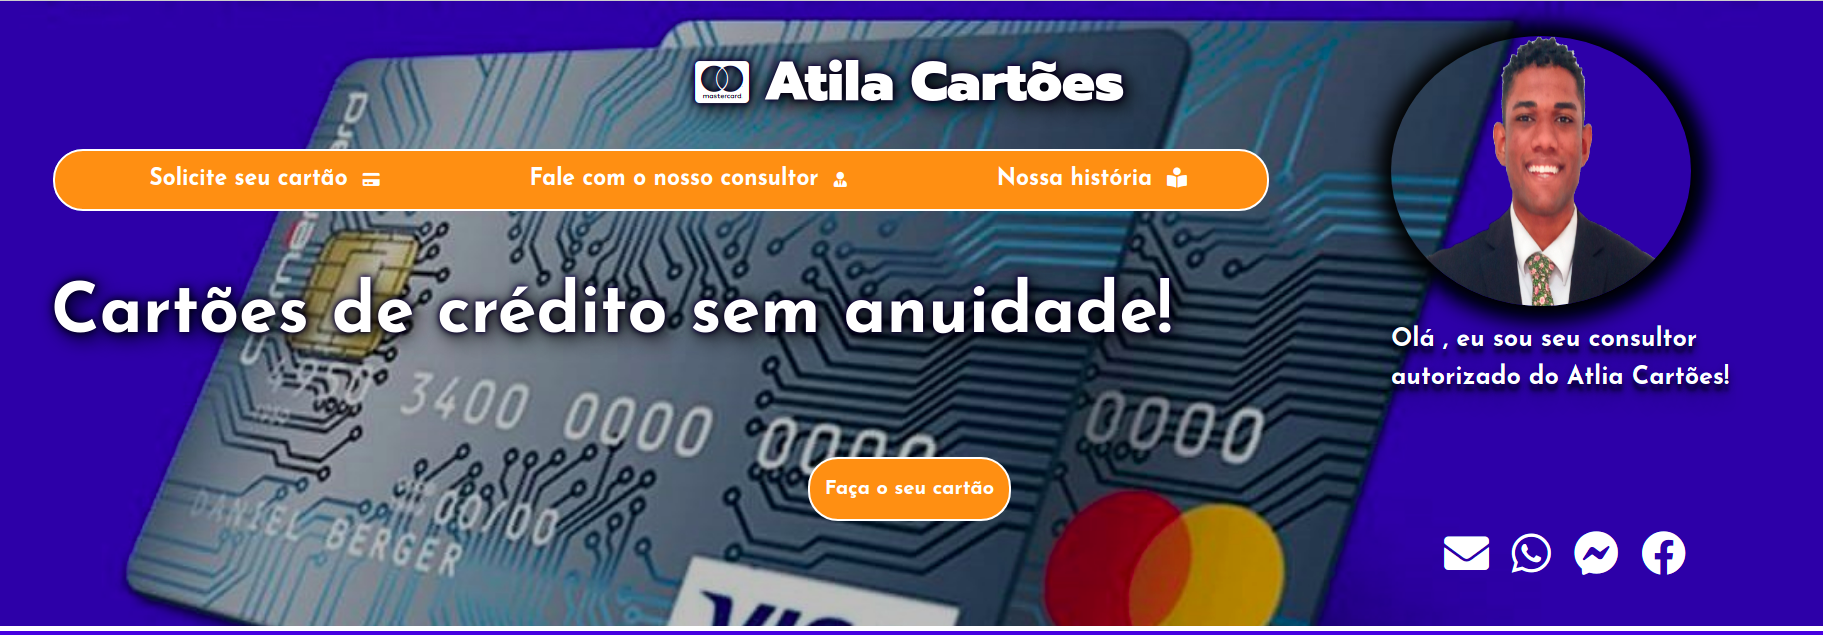 mastercard
Atila Cartões
Solicite seu cartão
Fale com o nosso consultor
Nossa história
Cartões de crédito sem anuidade!
Olá , eu sou seu consultor
autorizado do Atlia Cartões!
3400 0000 0000
0000
Faça o seu cartão
00/00
DANIEL BERGER
VISA